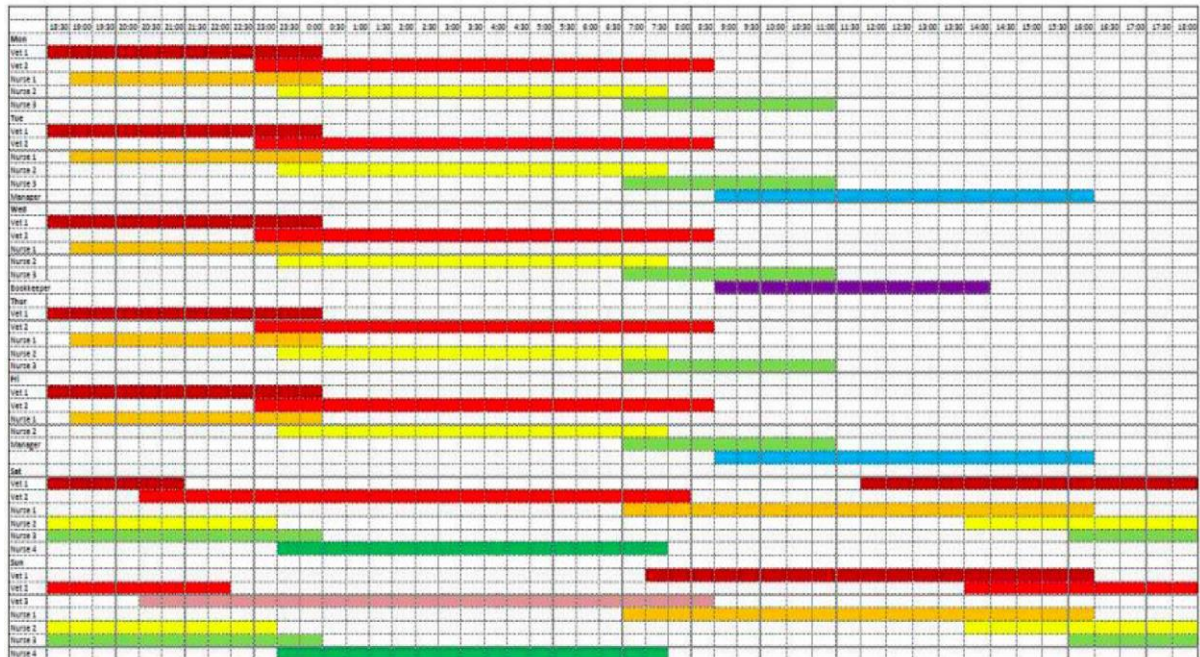 18:30 19:00 19:30 20:00 20:30 21:00 21:30 22:00 22:30 23:00 23:30 0:00 0:30 1:00 1:30 2:00 2:30 3:00 3:30 4:00 4:30 5:00 5:30 6:00 6:30 7:00 7:30 8:00 8:30 9:00 9:30 10:00 10:30 11:00 11:30 12:00 12:30 13:00 13:30 14:00 14:30 15:00 15:30 16:00 16:30 17:00 17:30 18:00
Mon
Vet 1
Vet 2
Nurse 1
Nurse 2
Nurse 3
Tue
Vet 1
Vet 2
Nurse 1
Nurse 2
Nurse 3
Manager
Wed
Vet 1
Vet 2
Nurse 1
Nurse 2
Nurse 3
Bookkeeper
Thur
Vet 1
Vet 2
Nurse 1
Nurse 2
Nurse 3
Fri
Vet 1
Vet 2
Nurse 1
Nurse 2
Manager
Sat
Vet 1
Vet 2
Nurse 1
Nurse 2
Nurse 3
Nurse 4
Sun
Vet 1
Vet 2
Vet 3
Nurse 1
Nurse 2
Nurse 3
Nurse 4